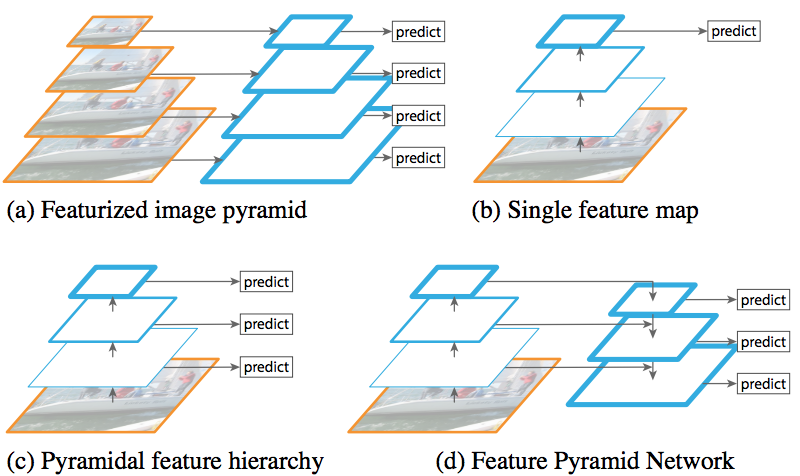 predict
predict
predict
predict
(a) Featurized image pyramid
predict
(b) Single feature map
predict
predict
predict
(c) Pyramidal feature hierarchy
predict
predict
predict
(d) Feature Pyramid Network